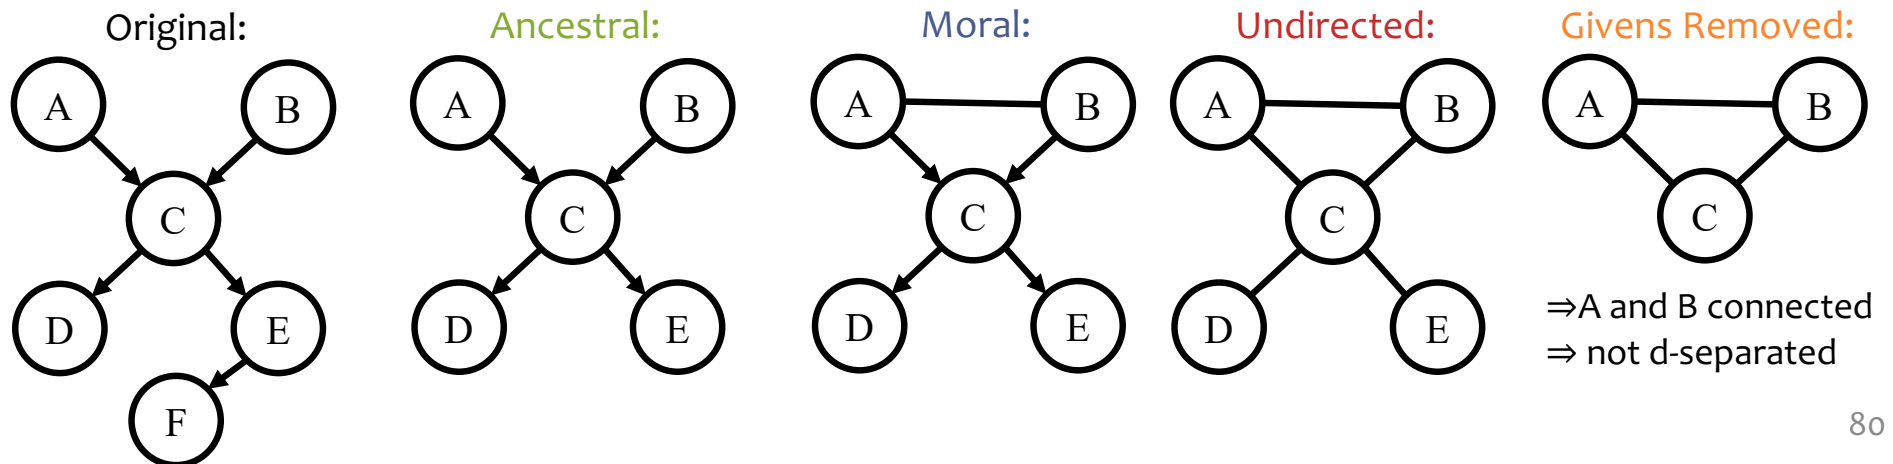 Original:
Ancestral:
Moral:
Undirected:
Givens Removed:
A B
A B
A B
A B
A B
C
C
C
C
C
D E
D E
D E
D E
F
⇒A and B connected
⇒ not d-separated
80